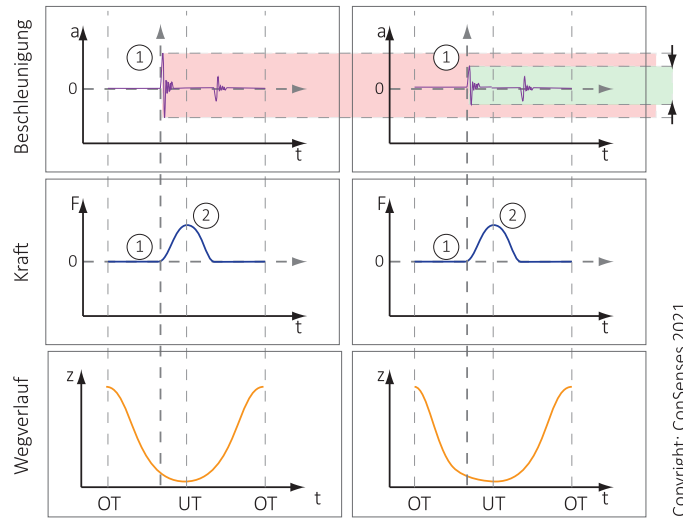 Beschleunigung
a
1
0
t
a
1
0
t
Kraft
F
1
2
0
t
F
1
2
0
t
Wegverlauf
z
t
OT
UT
OT
z
t
OT
UT
OT
Copyright: ConSenses 2021